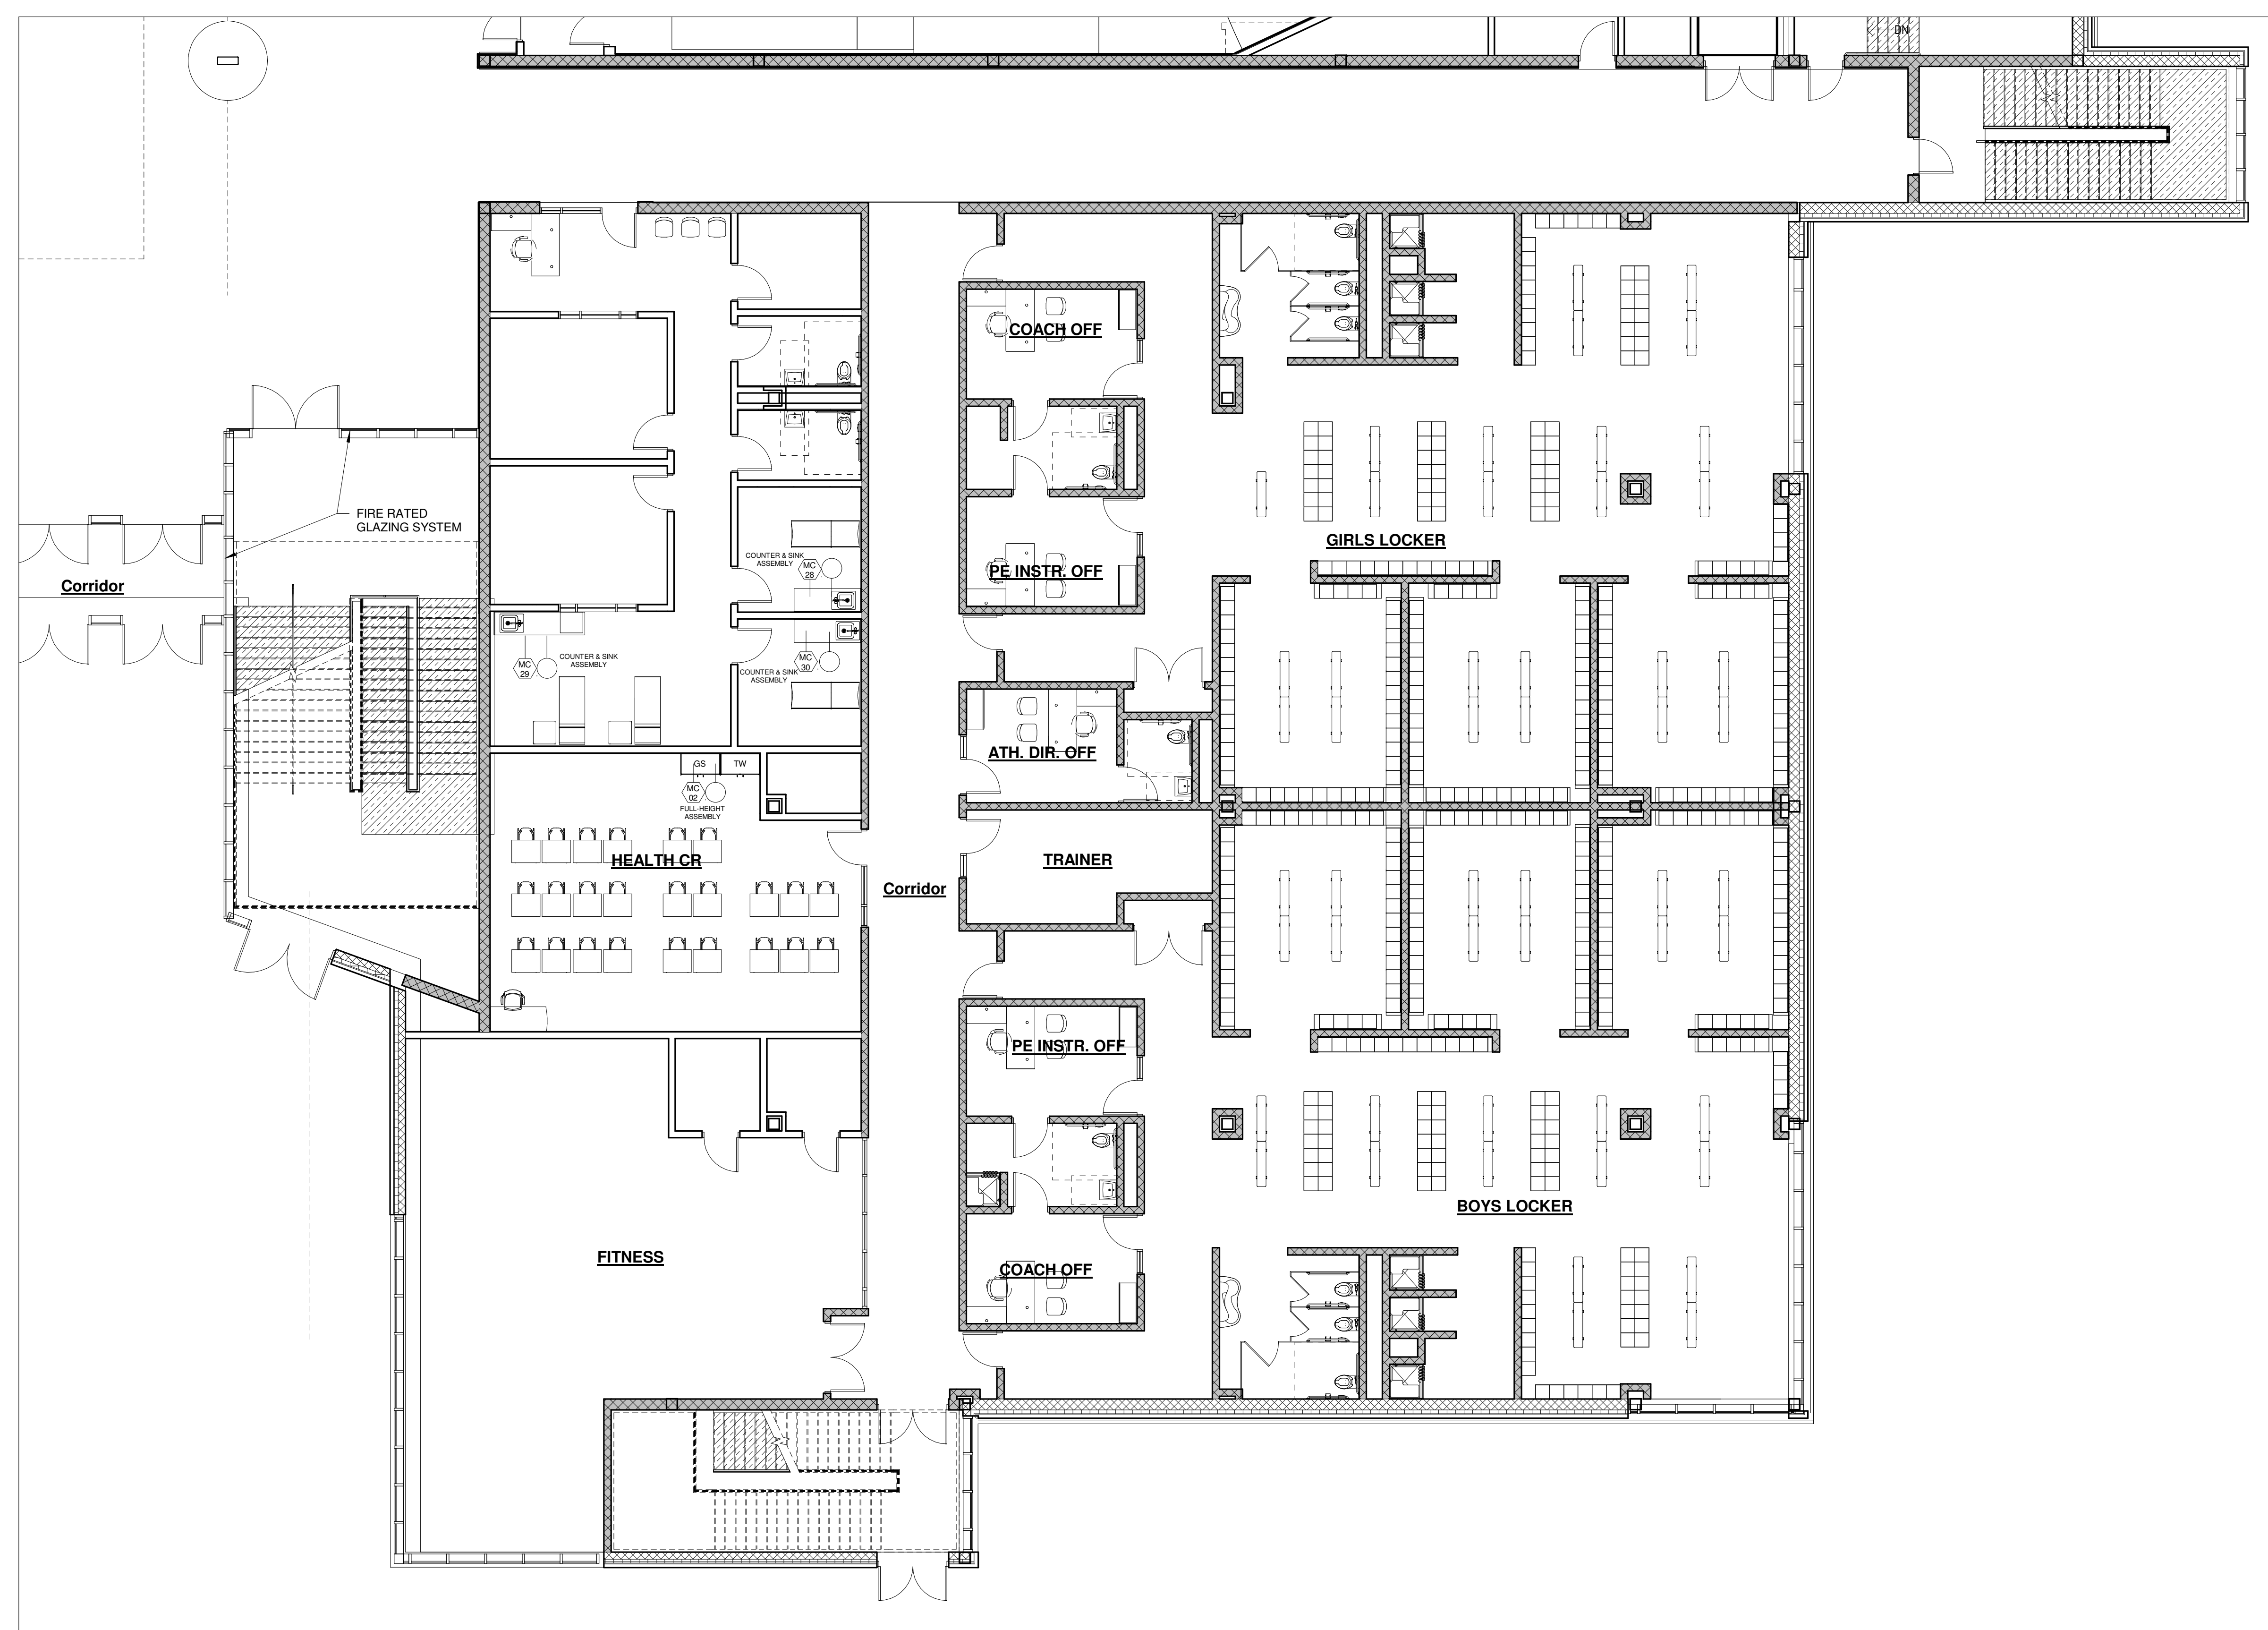 DN
COACH OFF
FIRE RATED
GLAZING SYSTEM
GIRLS LOCKER
COUNTER & SINK
ASSEMBLY
MC
28
PE INSTR. OFF
Corridor
MC
29
COUNTER & SINK
ASSEMBLY
MC
30
COUNTER & SINK
ASSEMBLY
ATH. DIR. OFF
GS
TW
MC
02
FULL-HEIGHT
ASSEMBLY
HEALTH CR
TRAINER
Corridor
PE INSTR. OFF
BOYS LOCKER
FITNESS
COACH OFF